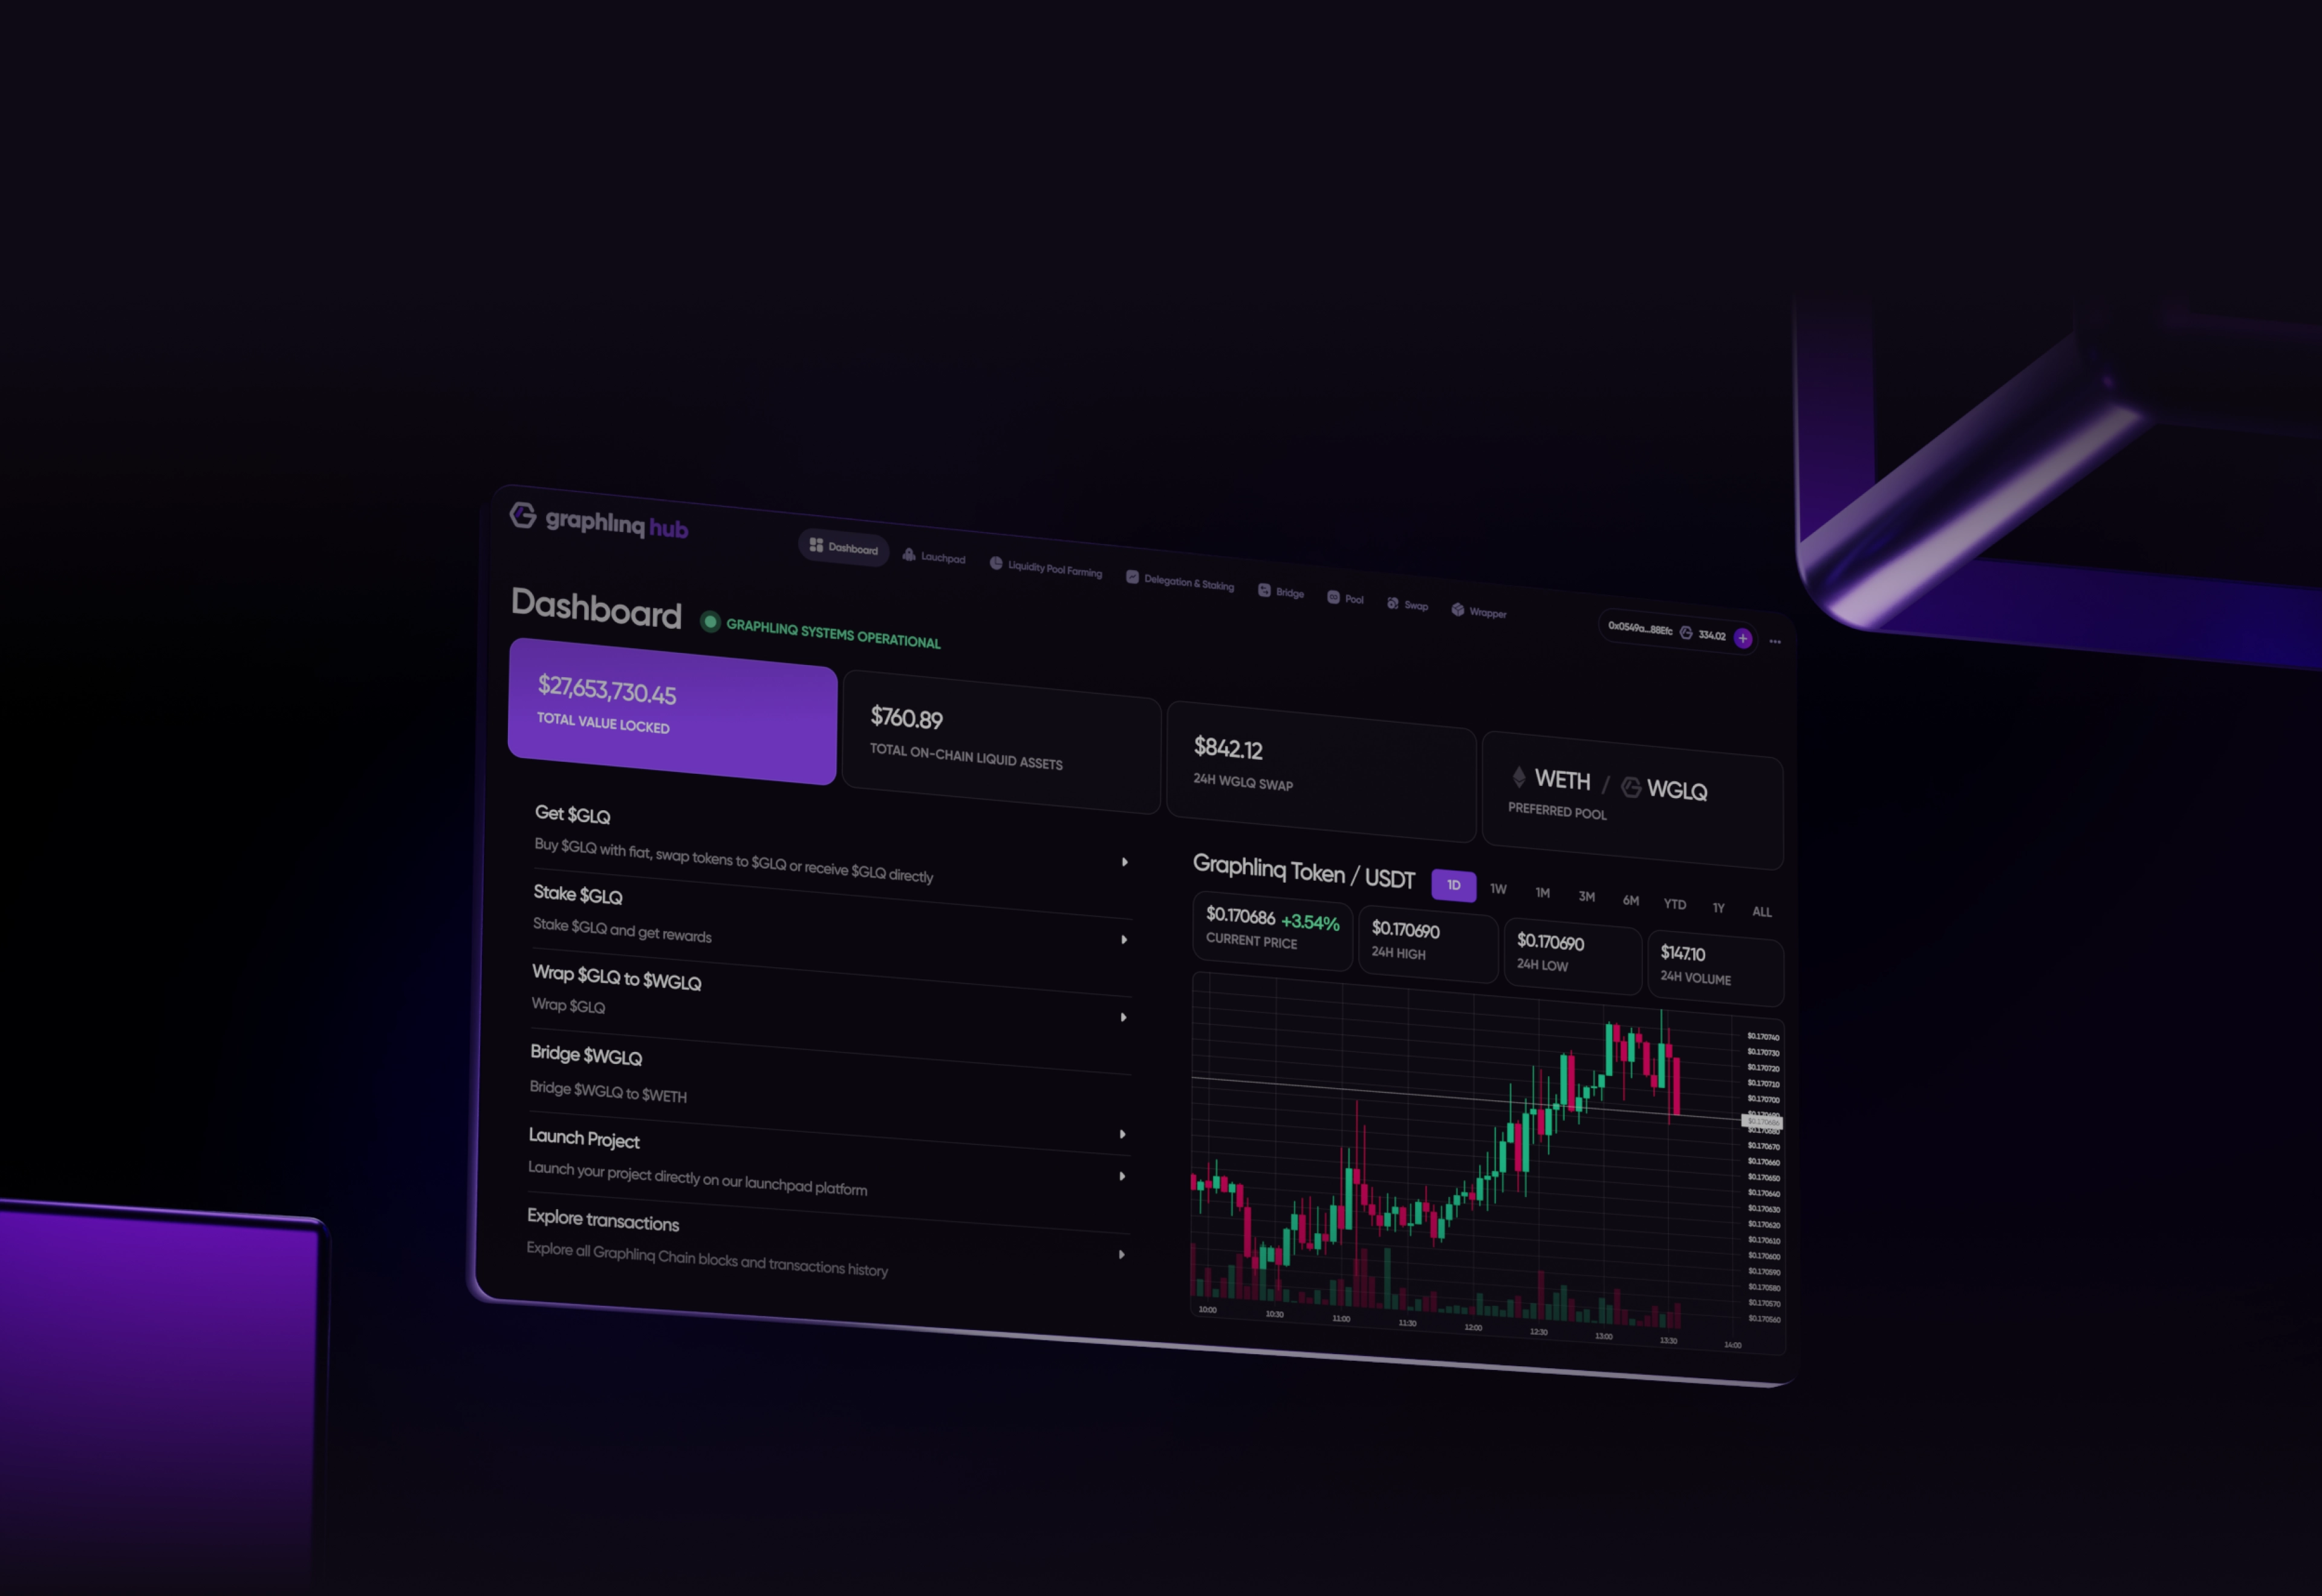 graphlinq hub
Dashboard
Lauchpad
Liquidity Pool Farming
Delegation & Staking
Bridge
Pool
Swap
Wrapper
0x0549a...88Efc 334.02
Dashboard
GRAPHLINQ SYSTEMS OPERATIONAL
$27,653,730.45
TOTAL VALUE LOCKED
$760.89
TOTAL ON-CHAIN LIQUID ASSETS
$842.12
24H WGLQ SWAP
WETH / WGLQ
PREFERRED POOL
Get $GLQ
Buy $GLQ with fiat, swap tokens to $GLQ or receive $GLQ directly
Stake $GLQ
Stake $GLQ and get rewards
Wrap $GLQ to $WGLQ
Wrap $GLQ
Bridge $WGLQ
Bridge $WGLQ to $WETH
Launch Project
Launch your project directly on our launchpad platform
Explore transactions
Explore all Graphlinq Chain blocks and transactions history
Graphlinq Token / USDT
1D 1W 1M 3M 6M YTD 1Y ALL
$0.170686 +3.54%
CURRENT PRICE
$0.170690
24H HIGH
$0.170690
24H LOW
$147.10
24H VOLUME
$0.170740
$0.170730
$0.170720
$0.170710
$0.170700
$0.170690
$0.170680
$0.170670
$0.170660
$0.170650
$0.170640
$0.170630
$0.170620
$0.170610
$0.170600
$0.170590
$0.170580
$0.170570
$0.170560
10:00 10:30 11:00 11:30 12:00 12:30 13:00 13:30 14:00